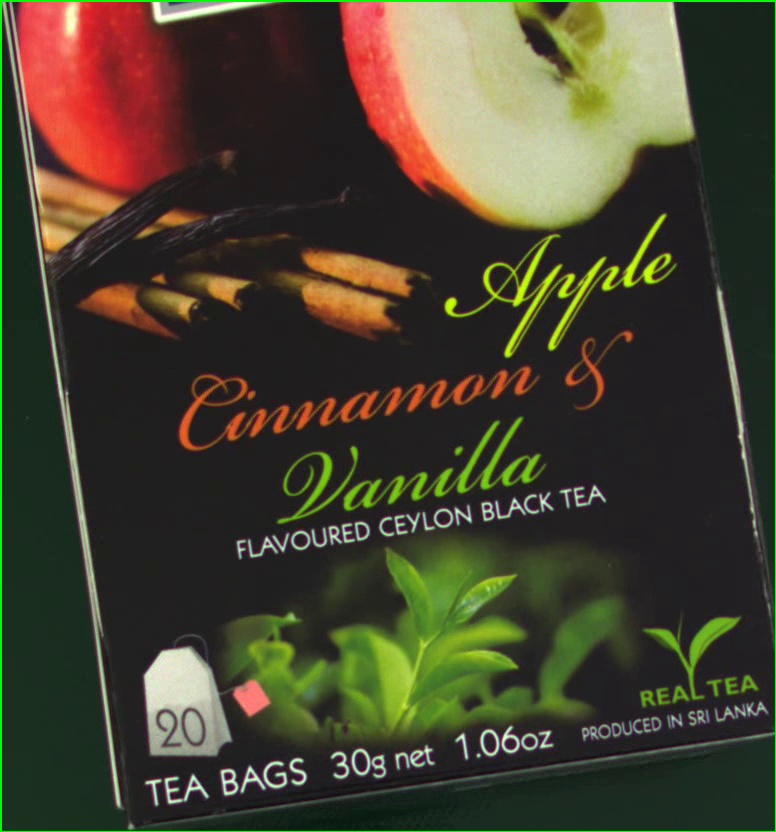 Apple
Cinnamon &
Vanilla
FLAVOURED CEYLON BLACK TEA
20
TEA BAGS 30g net 1.06oz
REAL TEA
PRODUCED IN SRI LANKA